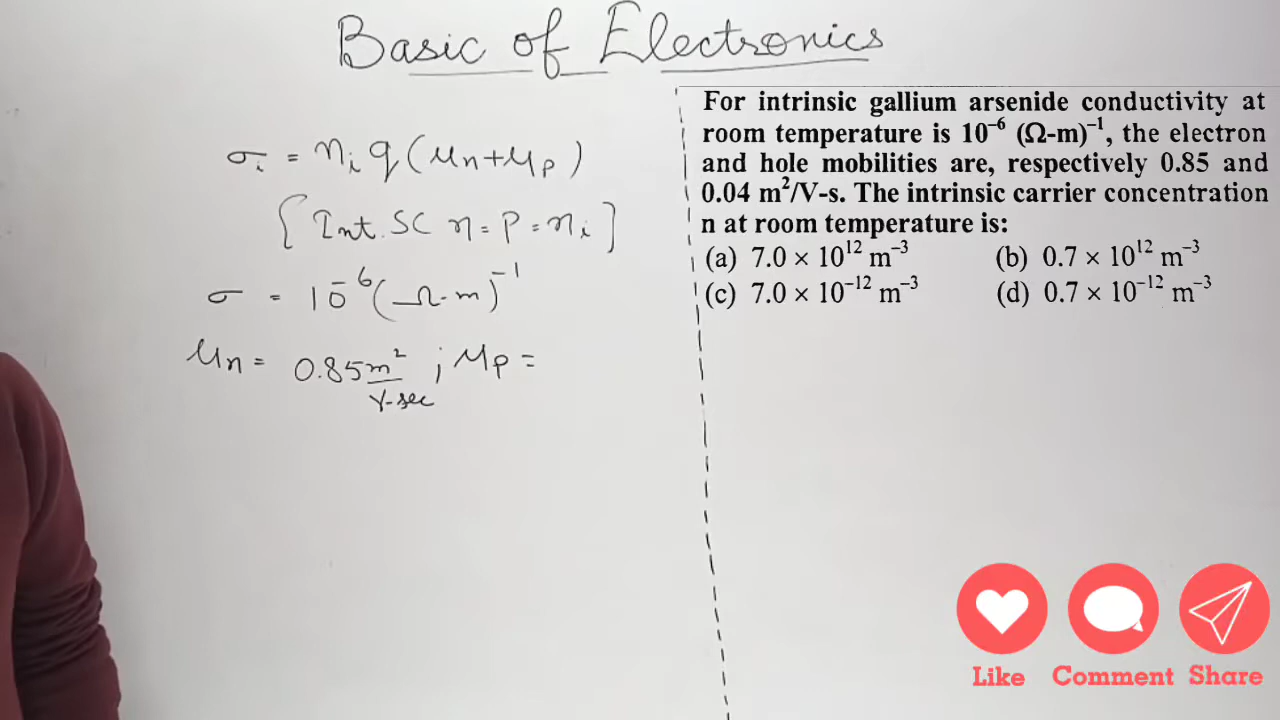 Basic of Electronics
σᵢ = nᵢ q (μn + μp)
{ Int. SC n = p = nᵢ }
σ = 10⁻⁶ (Ω-m)⁻¹
μn = 0.85 m²/V-sec ; μp =
For intrinsic gallium arsenide conductivity at
room temperature is 10⁻⁶ (Ω-m)⁻¹, the electron
and hole mobilities are, respectively 0.85 and
0.04 m²/V-s. The intrinsic carrier concentration
n at room temperature is:
(a) 7.0 × 10¹² m⁻³ (b) 0.7 × 10¹² m⁻³
(c) 7.0 × 10⁻¹² m⁻³ (d) 0.7 × 10⁻¹² m⁻³
Like Comment Share